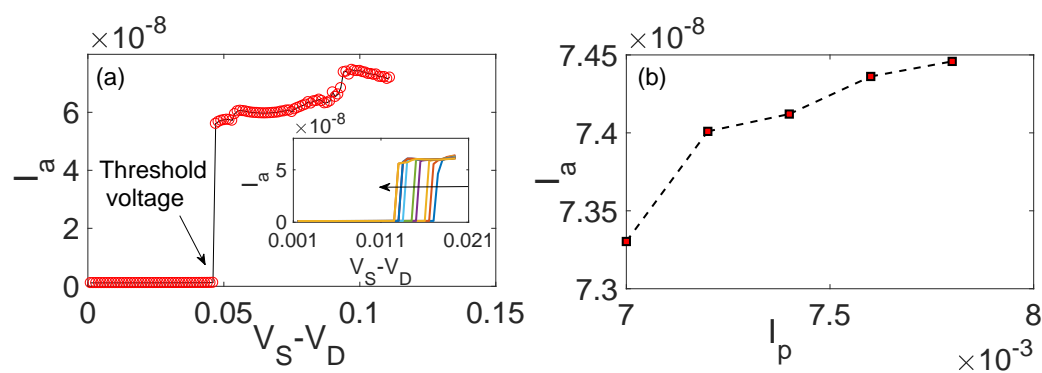 ×10^-8
(a)
8
6
4
2
0
I_a
Threshold
voltage
0
0.05
0.1
0.15
V_S-V_D
×10^-8
5
0
I_a
0.001
0.011
0.021
V_S-V_D
×10^-8
(b)
7.45
7.4
7.35
7.3
I_a
7
7.5
8
I_p
×10^-3